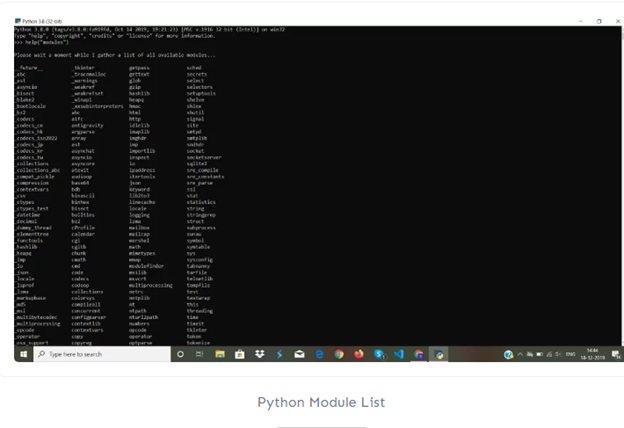 Python 3.8 (32-bit)
Python 3.8.0 (tags/v3.8.0:fa919fd, Oct 14 2019, 19:21:23) [MSC v.1916 32 bit (Intel)] on win32
Type "help", "copyright", "credits" or "license" for more information.
>>> help("modules")
Please wait a moment while I gather a list of all available modules...
__future__ _tkinter getpass sched
_abc _tracemalloc gettext secrets
_ast _warnings glob select
_asyncio _weakref gzip selectors
_bisect _weakrefset hashlib setuptools
_blake2 _winapi heapq shelve
_bootlocale _xxsubinterpreters hmac shlex
_bz2 abc html shutil
_codecs aifc http signal
_codecs_cn antigravity idlelib site
_codecs_hk argparse imaplib smtpd
_codecs_iso2022 array imghdr smtplib
_codecs_jp ast imp sndhdr
_codecs_kr asynchat importlib socket
_codecs_tw asyncio inspect socketserver
_collections asyncore io sqlite3
_collections_abc atexit ipaddress sre_compile
_compat_pickle audioop itertools sre_constants
_compression base64 json sre_parse
_contextvars bdb keyword ssl
_csv binascii lib2to3 stat
_ctypes binhex linecache statistics
_ctypes_test bisect locale string
_datetime builtins logging stringprep
_decimal bz2 lzma struct
_dummy_thread cProfile mailbox subprocess
_elementtree calendar mailcap sunau
_functools cgi marshal symbol
_hashlib cgitb math symtable
_heapq chunk mimetypes sys
_imp cmath mmap sysconfig
_io cmd modulefinder tabnanny
_json code msilib tarfile
_locale codecs msvcrt telnetlib
_lsprof codeop multiprocessing tempfile
_lzma collections netrc test
_markupbase colorsys nntplib textwrap
_md5 compileall nt this
_msi concurrent ntpath threading
_multibytecodec configparser nturl2path time
_multiprocessing contextlib numbers timeit
_opcode contextvars opcode tkinter
_operator copy operator token
_osx_support copyreg optparse tokenize
Type here to search
ENG
18-12-2019
Python Module List